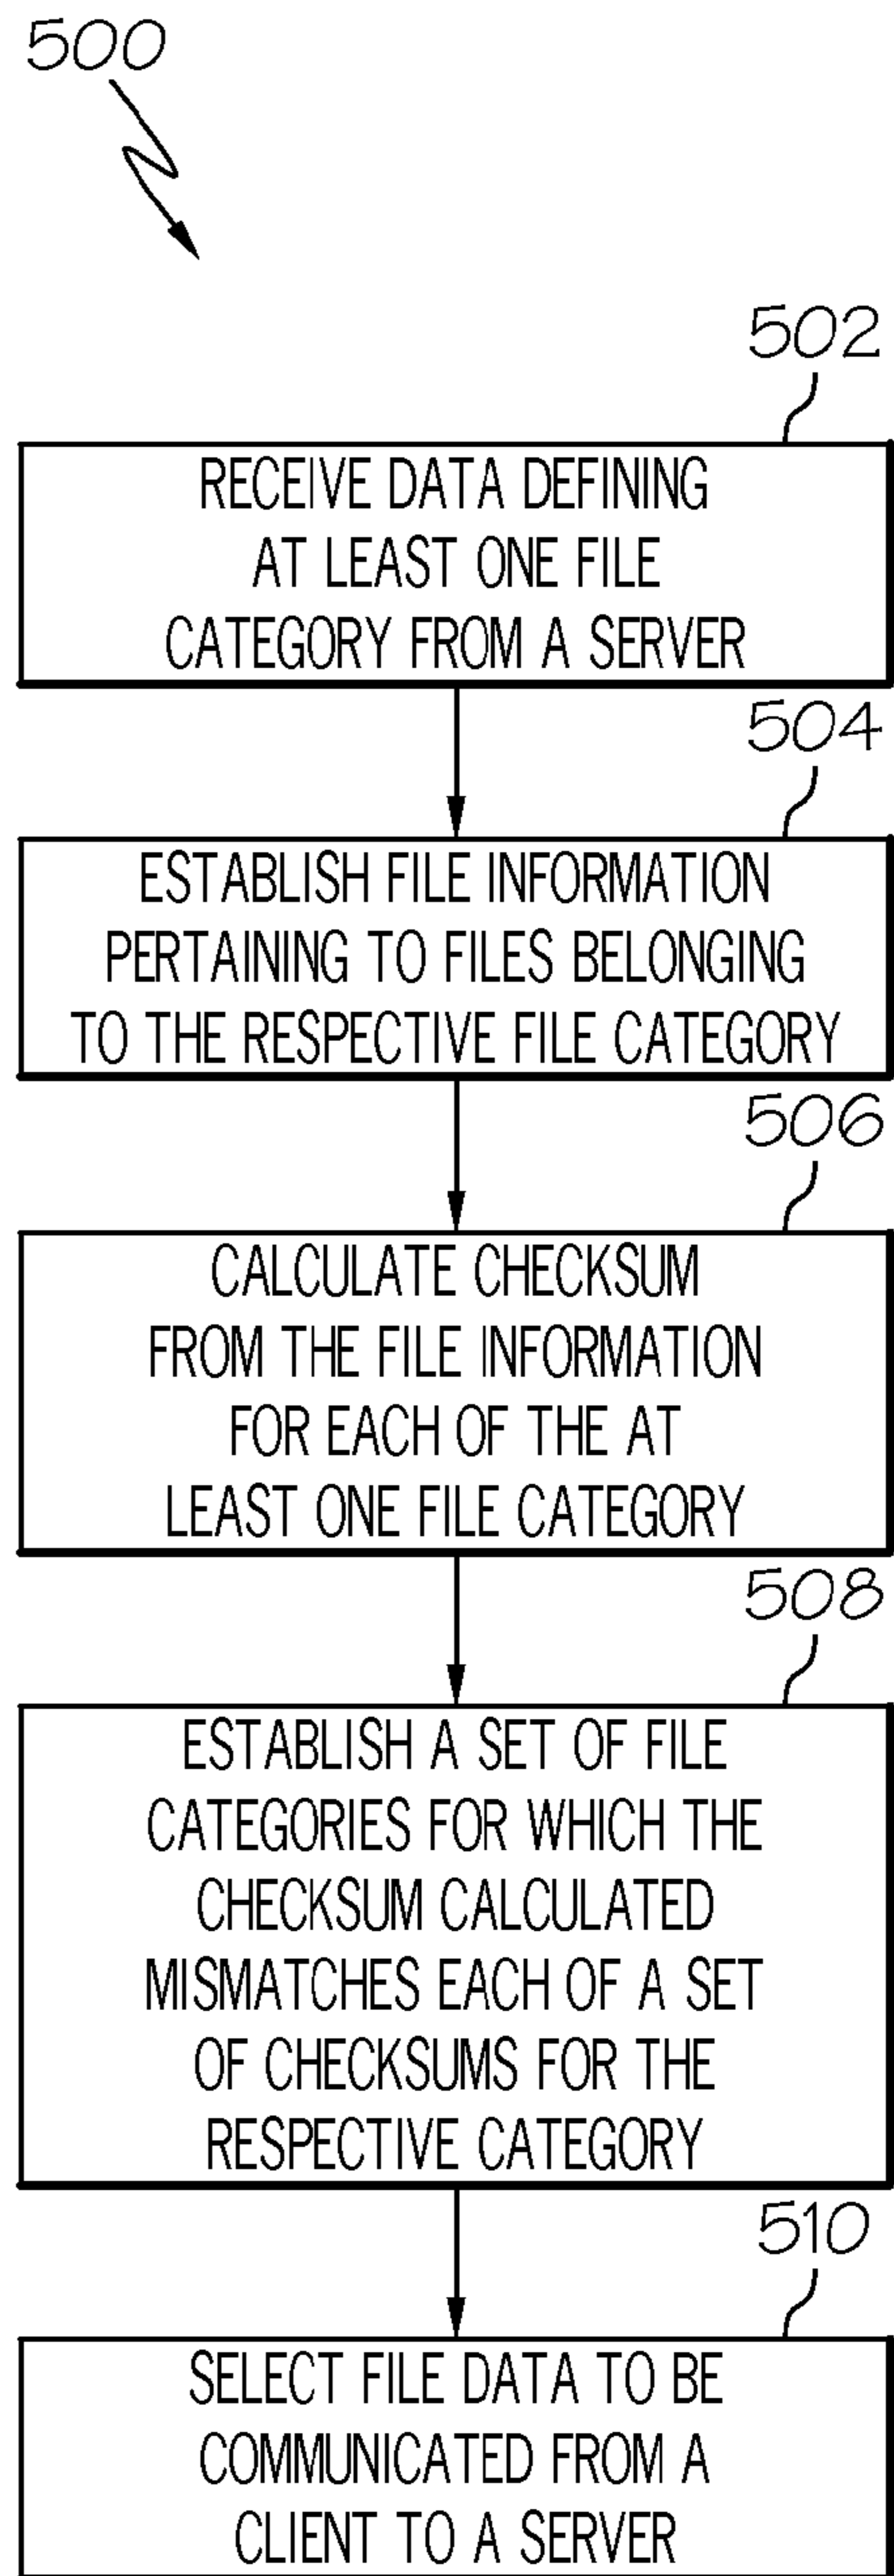 500
502
RECEIVE DATA DEFINING
AT LEAST ONE FILE
CATEGORY FROM A SERVER
504
ESTABLISH FILE INFORMATION
PERTAINING TO FILES BELONGING
TO THE RESPECTIVE FILE CATEGORY
506
CALCULATE CHECKSUM
FROM THE FILE INFORMATION
FOR EACH OF THE AT
LEAST ONE FILE CATEGORY
508
ESTABLISH A SET OF FILE
CATEGORIES FOR WHICH THE
CHECKSUM CALCULATED
MISMATCHES EACH OF A SET
OF CHECKSUMS FOR THE
RESPECTIVE CATEGORY
510
SELECT FILE DATA TO BE
COMMUNICATED FROM A
CLIENT TO A SERVER